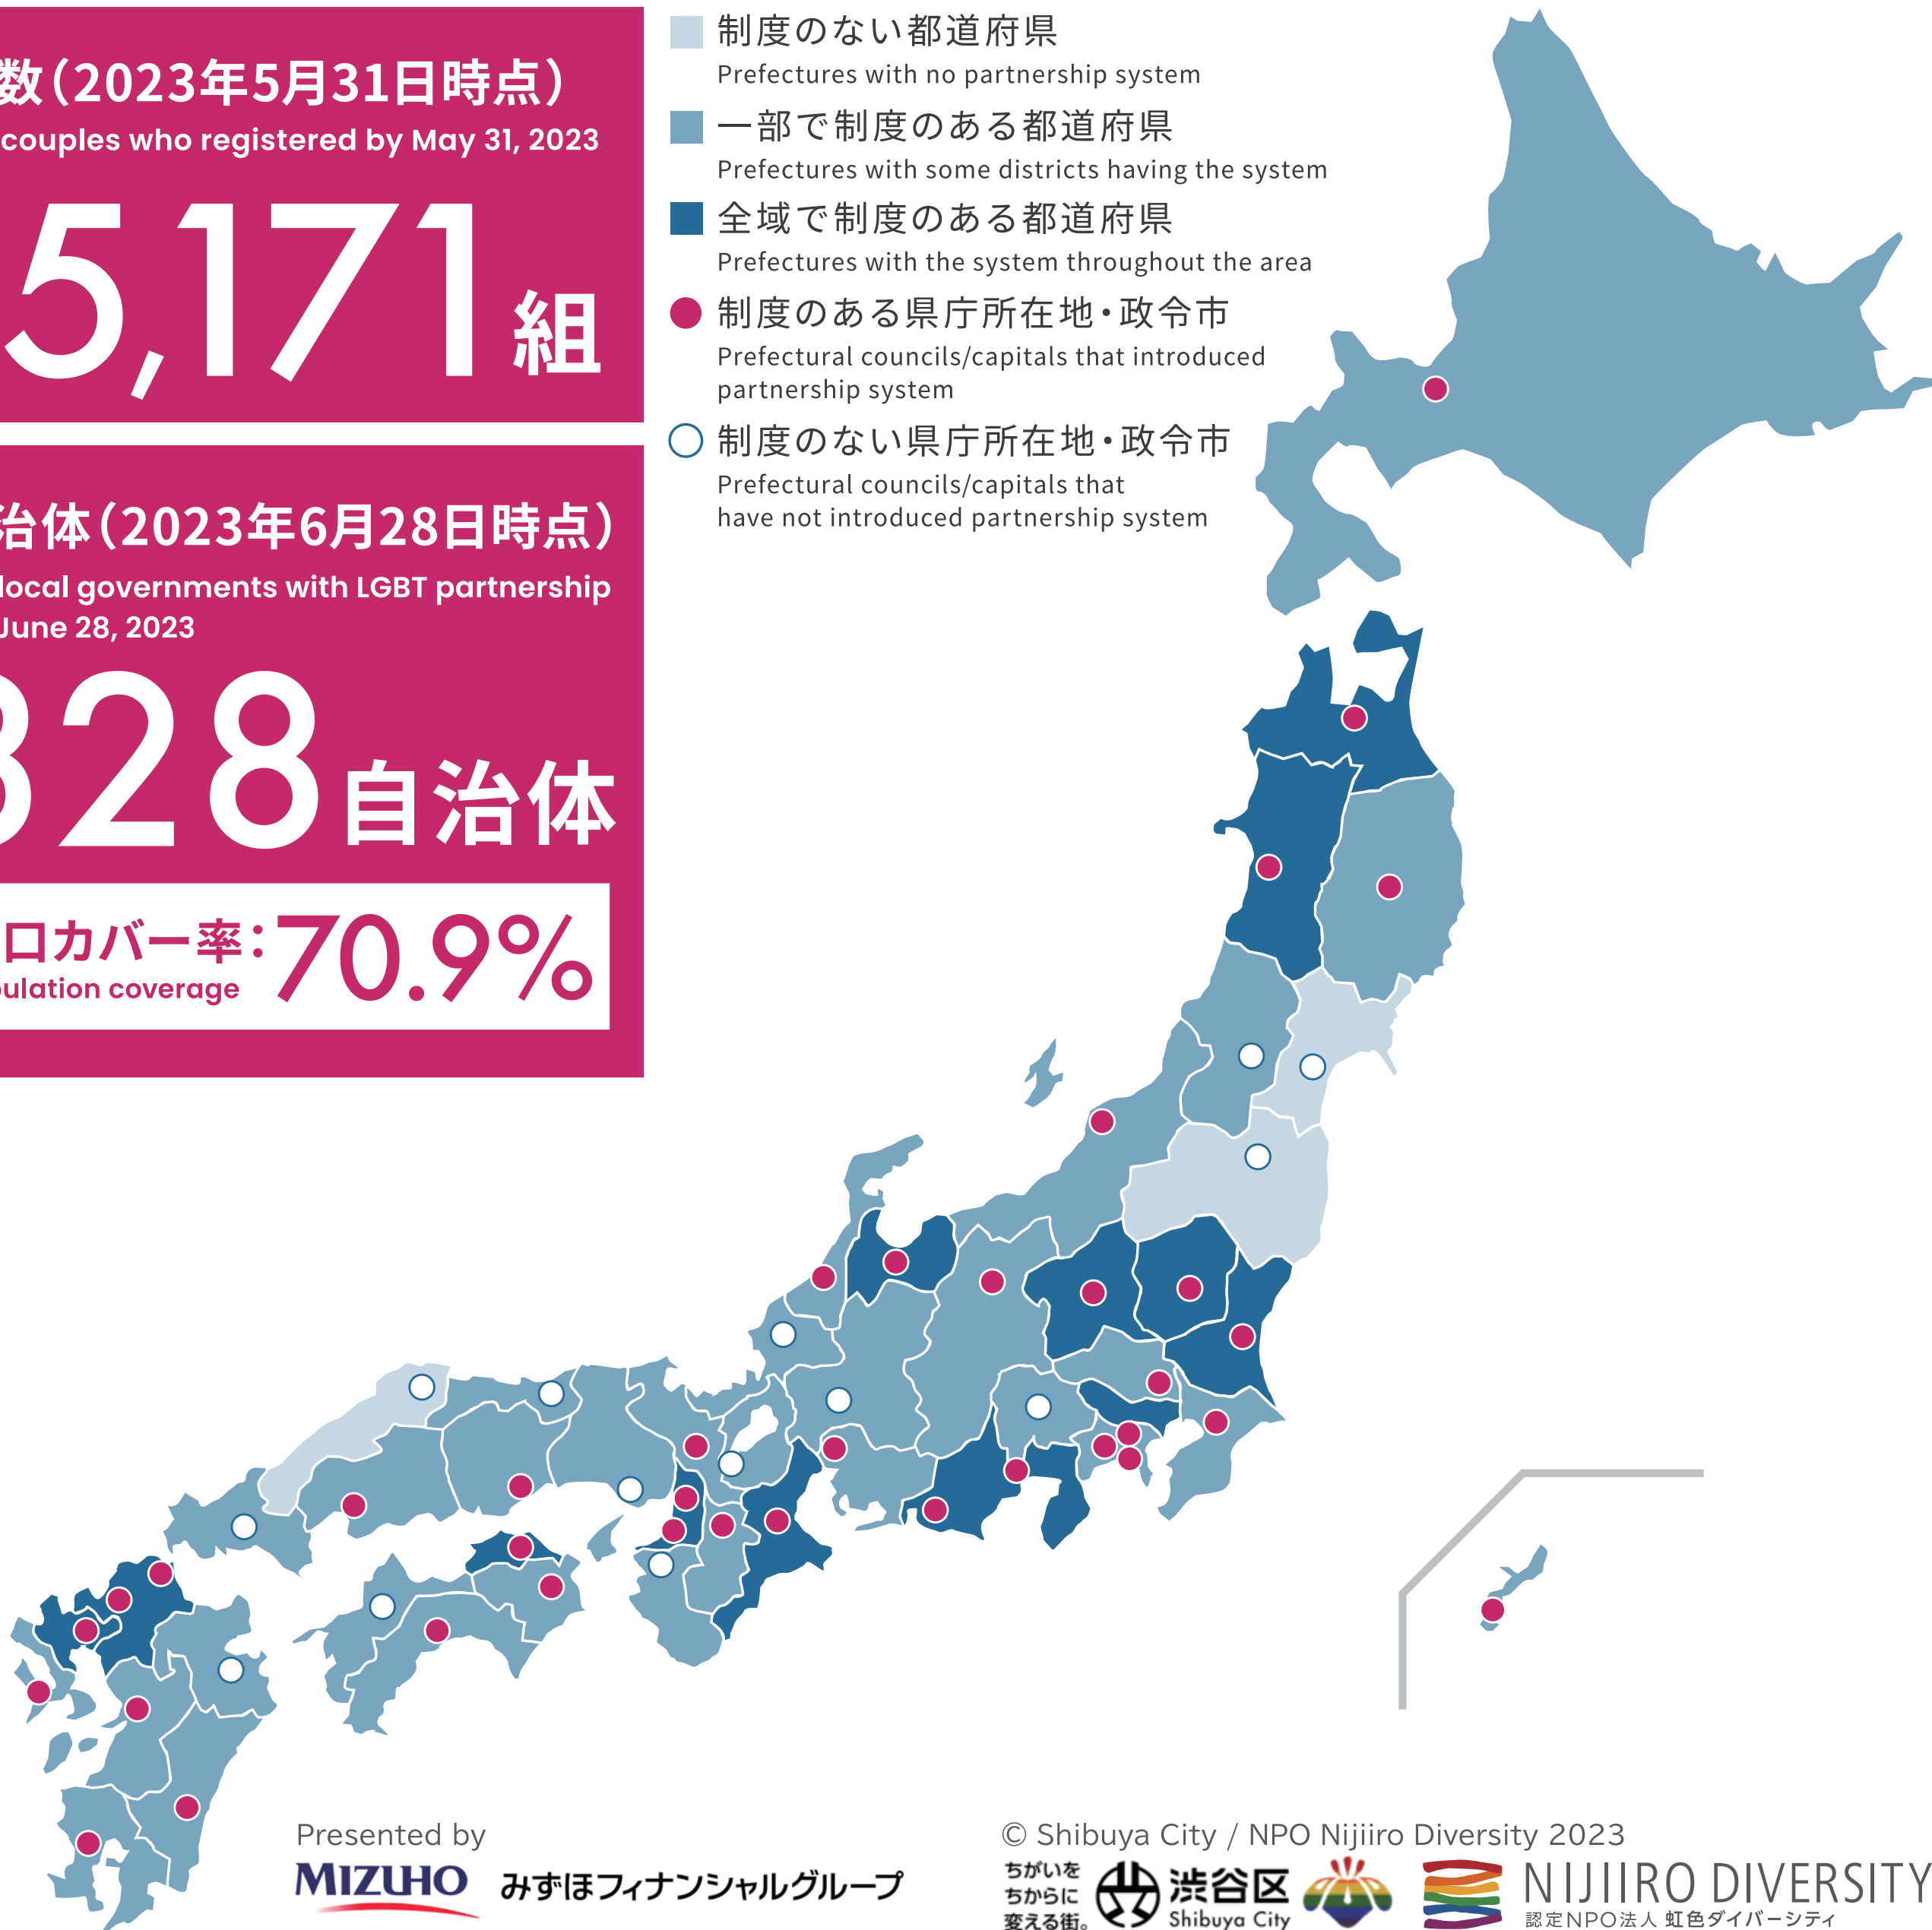 数（2023年5月31日時点）
couples who registered by May 31, 2023
5,171 組
治体（2023年6月28日時点）
local governments with LGBT partnership
June 28, 2023
328 自治体
口カバー率：70.9%
ulation coverage
制度のない都道府県
Prefectures with no partnership system
一部で制度のある都道府県
Prefectures with some districts having the system
全域で制度のある都道府県
Prefectures with the system throughout the area
制度のある県庁所在地・政令市
Prefectural councils/capitals that introduced
partnership system
制度のない県庁所在地・政令市
Prefectural councils/capitals that
have not introduced partnership system
Presented by
MIZUHO みずほフィナンシャルグループ
© Shibuya City / NPO Nijiiro Diversity 2023
ちがいを
ちからに
変える街。
渋谷区
Shibuya City
NIJIIRO DIVERSITY
認定NPO法人 虹色ダイバーシティ